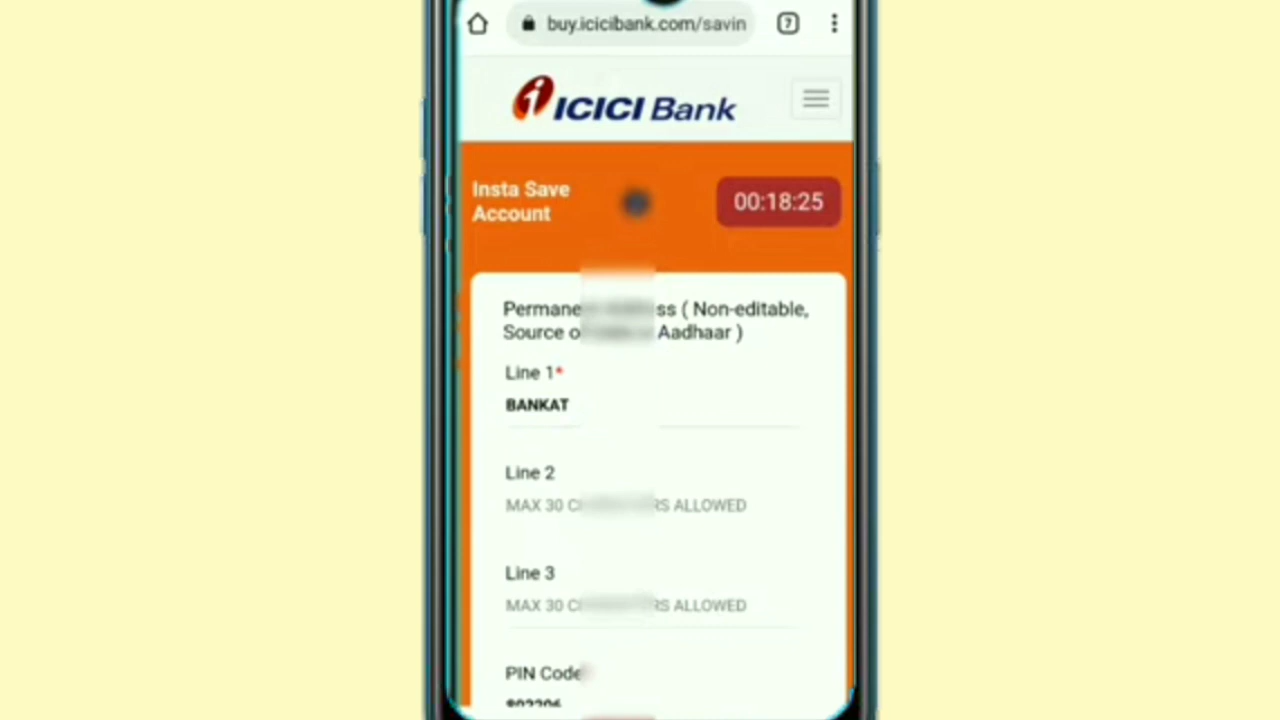 buy.icicibank.com/savin
7
ICICI Bank
Insta Save
Account
00:18:25
Permane ss ( Non-editable,
Source o Aadhaar )
Line 1*
BANKAT
Line 2
MAX 30 C RS ALLOWED
Line 3
MAX 30 C RS ALLOWED
PIN Code